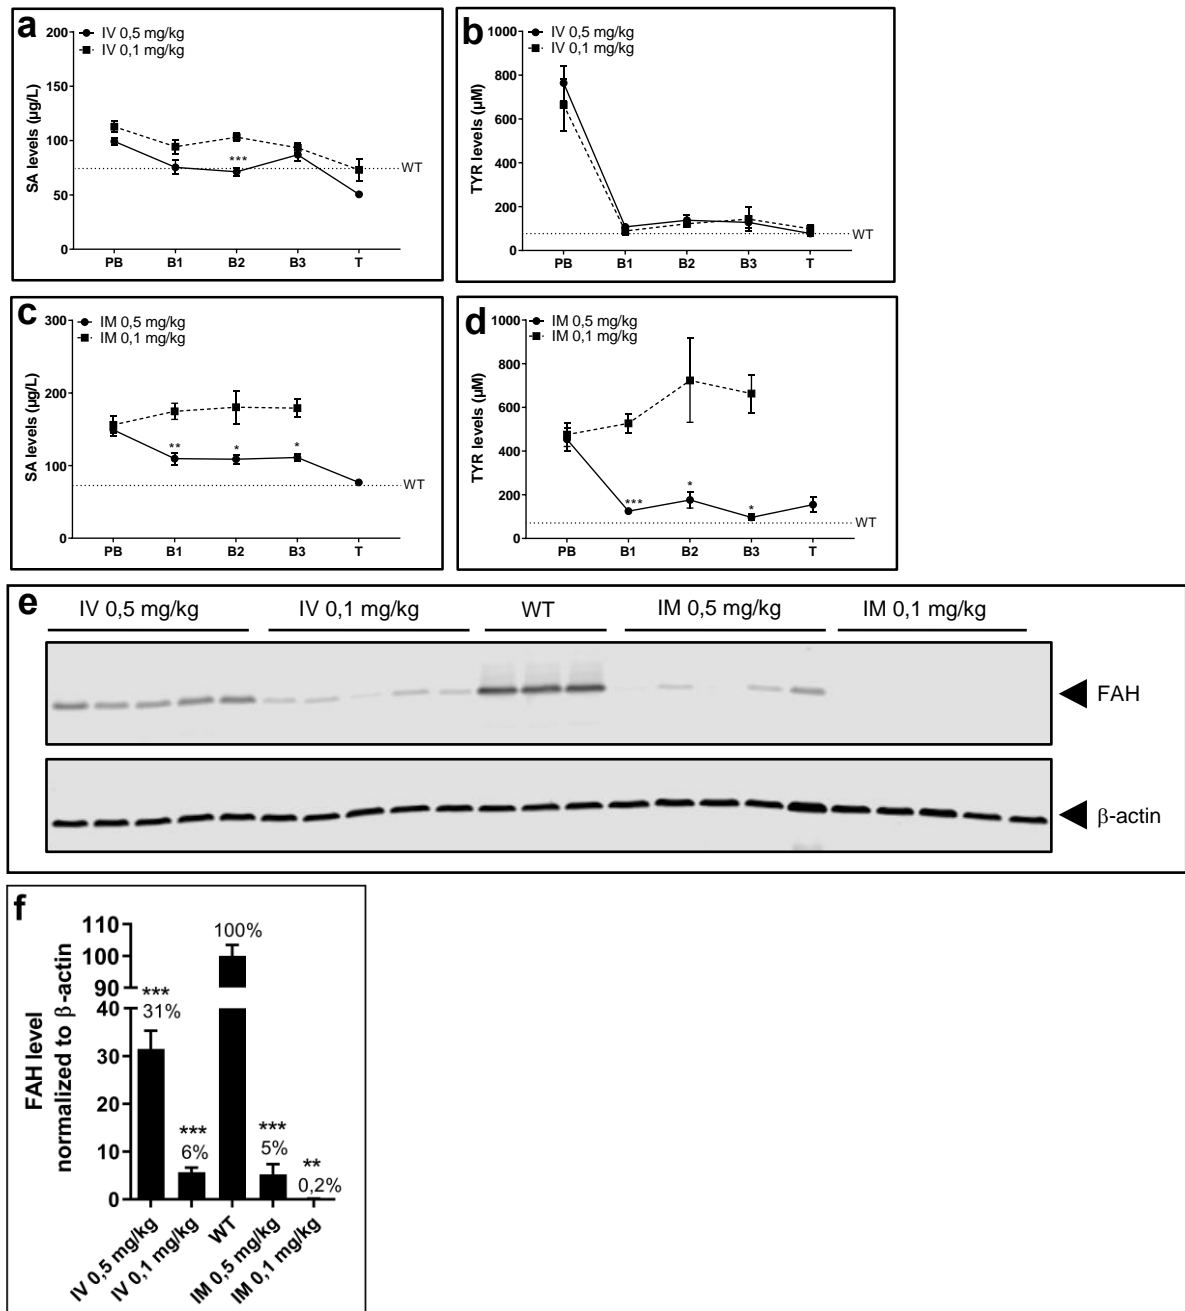 a
IV 0,5 mg/kg
IV 0,1 mg/kg
SA levels (µg/L)
200
150
100
50
0
***
WT
PB B1 B2 B3 T
b
IV 0,5 mg/kg
IV 0,1 mg/kg
TYR levels (µM)
1000
800
600
400
200
0
WT
PB B1 B2 B3 T
c
IM 0,5 mg/kg
IM 0,1 mg/kg
SA levels (µg/L)
300
200
100
0
** * *
WT
PB B1 B2 B3 T
d
IM 0,5 mg/kg
IM 0,1 mg/kg
TYR levels (µM)
1000
800
600
400
200
0
*** * *
WT
PB B1 B2 B3 T
e
IV 0,5 mg/kg IV 0,1 mg/kg WT IM 0,5 mg/kg IM 0,1 mg/kg
FAH
β-actin
f
FAH level
normalized to β-actin
110
100
90
40
30
20
10
0
***
31%
***
6%
100%
***
5%
**
0,2%
IV 0,5 mg/kg
IV 0,1 mg/kg
WT
IM 0,5 mg/kg
IM 0,1 mg/kg